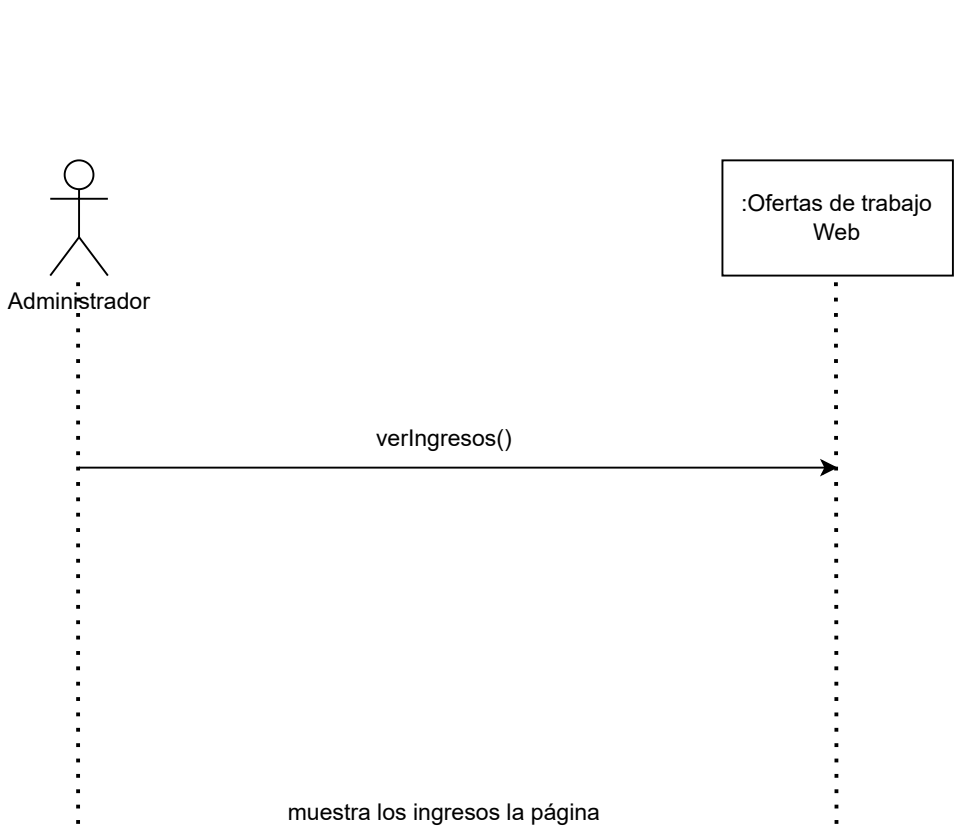 :Ofertas de trabajo
Web
Administrador
verIngresos()
muestra los ingresos la página